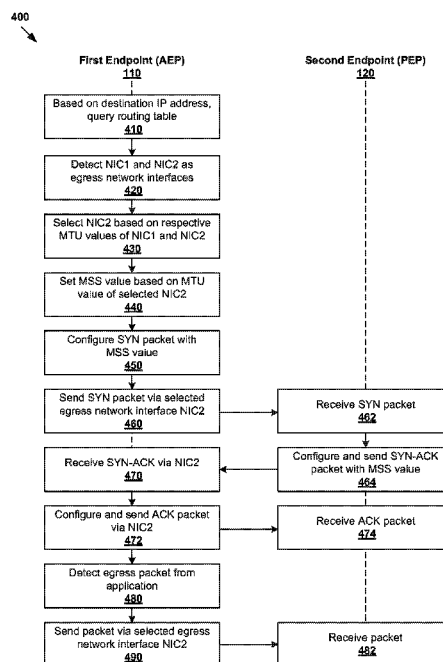 400
First Endpoint (AEP)
110
Second Endpoint (PEP)
120
Based on destination IP address,
query routing table
410
Detect NIC1 and NIC2 as
egress network interfaces
420
Select NIC2 based on respective
MTU values of NIC1 and NIC2
430
Set MSS value based on MTU
value of selected NIC2
440
Configure SYN packet with
MSS value
450
Send SYN packet via selected
egress network interface NIC2
460
Receive SYN packet
462
Receive SYN-ACK via NIC2
470
Configure and send SYN-ACK
packet with MSS value
464
Configure and send ACK packet
via NIC2
472
Receive ACK packet
474
Detect egress packet from
application
480
Send packet via selected egress
network interface NIC2
490
Receive packet
482